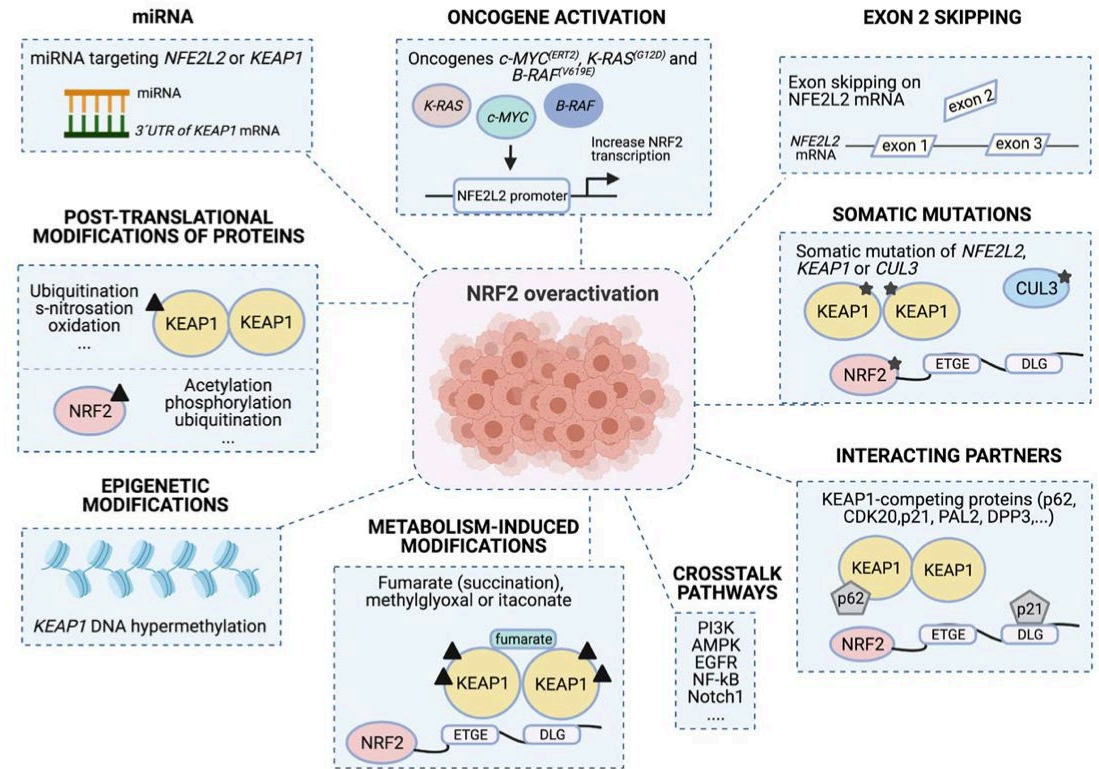 miRNA
miRNA targeting NFE2L2 or KEAP1
miRNA
3´UTR of KEAP1 mRNA
ONCOGENE ACTIVATION
Oncogenes c-MYC(ERT2), K-RAS(G12D) and
B-RAF(V619E)
K-RAS
c-MYC
B-RAF
Increase NRF2
transcription
NFE2L2 promoter
EXON 2 SKIPPING
Exon skipping on
NFE2L2 mRNA
exon 2
NFE2L2
mRNA
exon 1
exon 3
POST-TRANSLATIONAL
MODIFICATIONS OF PROTEINS
Ubiquitination
s-nitrosation
oxidation
...
KEAP1
KEAP1
NRF2
Acetylation
phosphorylation
ubiquitination
...
NRF2 overactivation
SOMATIC MUTATIONS
Somatic mutation of NFE2L2,
KEAP1 or CUL3
KEAP1
KEAP1
CUL3
NRF2
ETGE
DLG
EPIGENETIC
MODIFICATIONS
KEAP1 DNA hypermethylation
METABOLISM-INDUCED
MODIFICATIONS
Fumarate (succination),
methylglyoxal or itaconate
fumarate
KEAP1
KEAP1
NRF2
ETGE
DLG
CROSSTALK
PATHWAYS
PI3K
AMPK
EGFR
NF-kB
Notch1
....
INTERACTING PARTNERS
KEAP1-competing proteins (p62,
CDK20,p21, PAL2, DPP3,...)
KEAP1
KEAP1
p62
p21
NRF2
ETGE
DLG